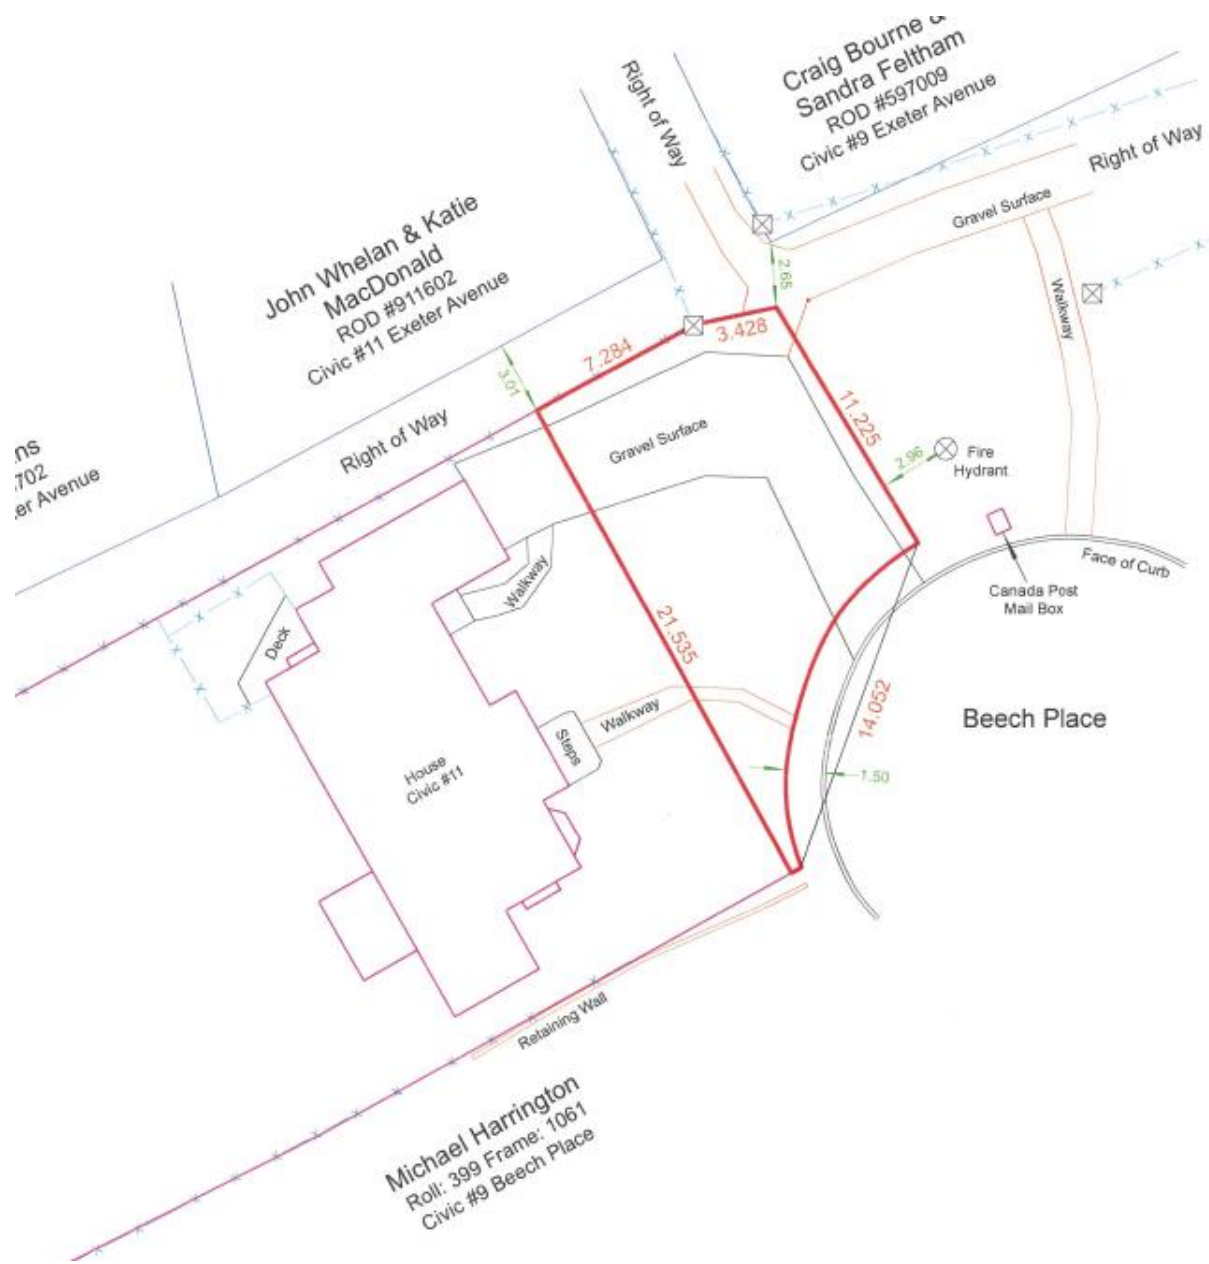 Craig Bourne &
Sandra Feltham
ROD #597009
Civic #9 Exeter Avenue
Right of Way
Right of Way
Gravel Surface
John Whelan & Katie
MacDonald
ROD #911602
Civic #11 Exeter Avenue
2.65
Walkway
7.284
3.428
3.01
ns
.702
er Avenue
Right of Way
Gravel Surface
11.225
2.96
Fire
Hydrant
Face of Curb
Canada Post
Mail Box
Walkway
Deck
21.535
Walkway
Steps
14.052
Beech Place
House
Civic #11
1.50
Retaining Wall
Michael Harrington
Roll: 399 Frame: 1061
Civic #9 Beech Place